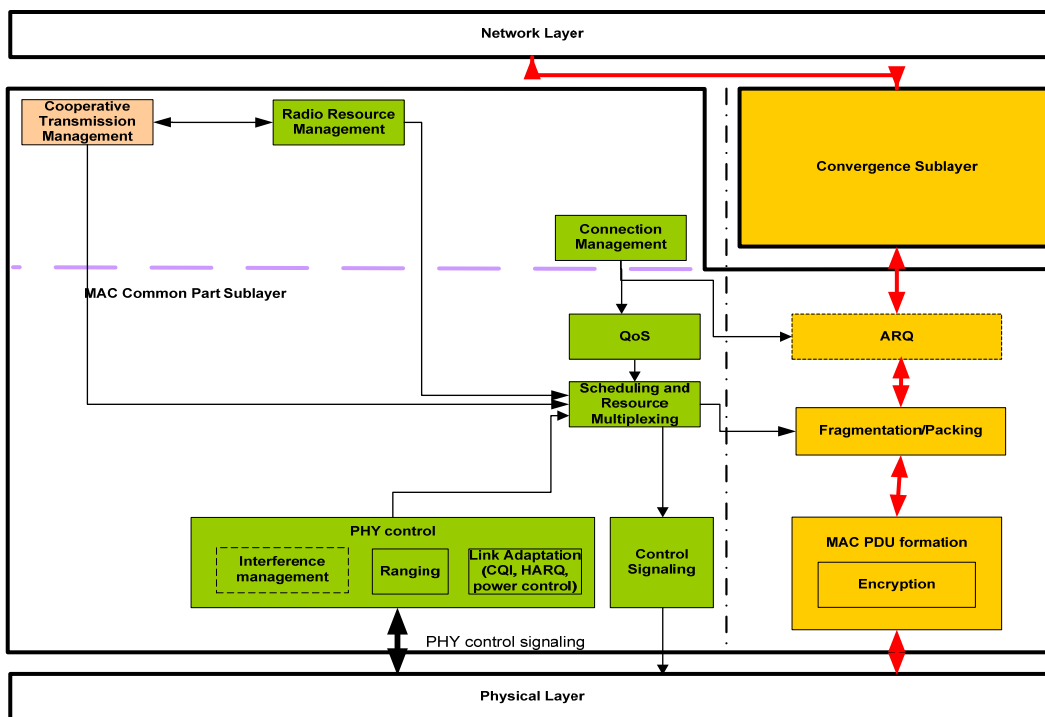 Network Layer
Cooperative
Transmission
Management
Radio Resource
Management
Convergence Sublayer
Connection
Management
MAC Common Part Sublayer
QoS
ARQ
Scheduling and
Resource
Multiplexing
Fragmentation/Packing
PHY control
Interference
management
Ranging
Link Adaptation
(CQI, HARQ,
power control)
Control
Signaling
MAC PDU formation
Encryption
PHY control signaling
Physical Layer